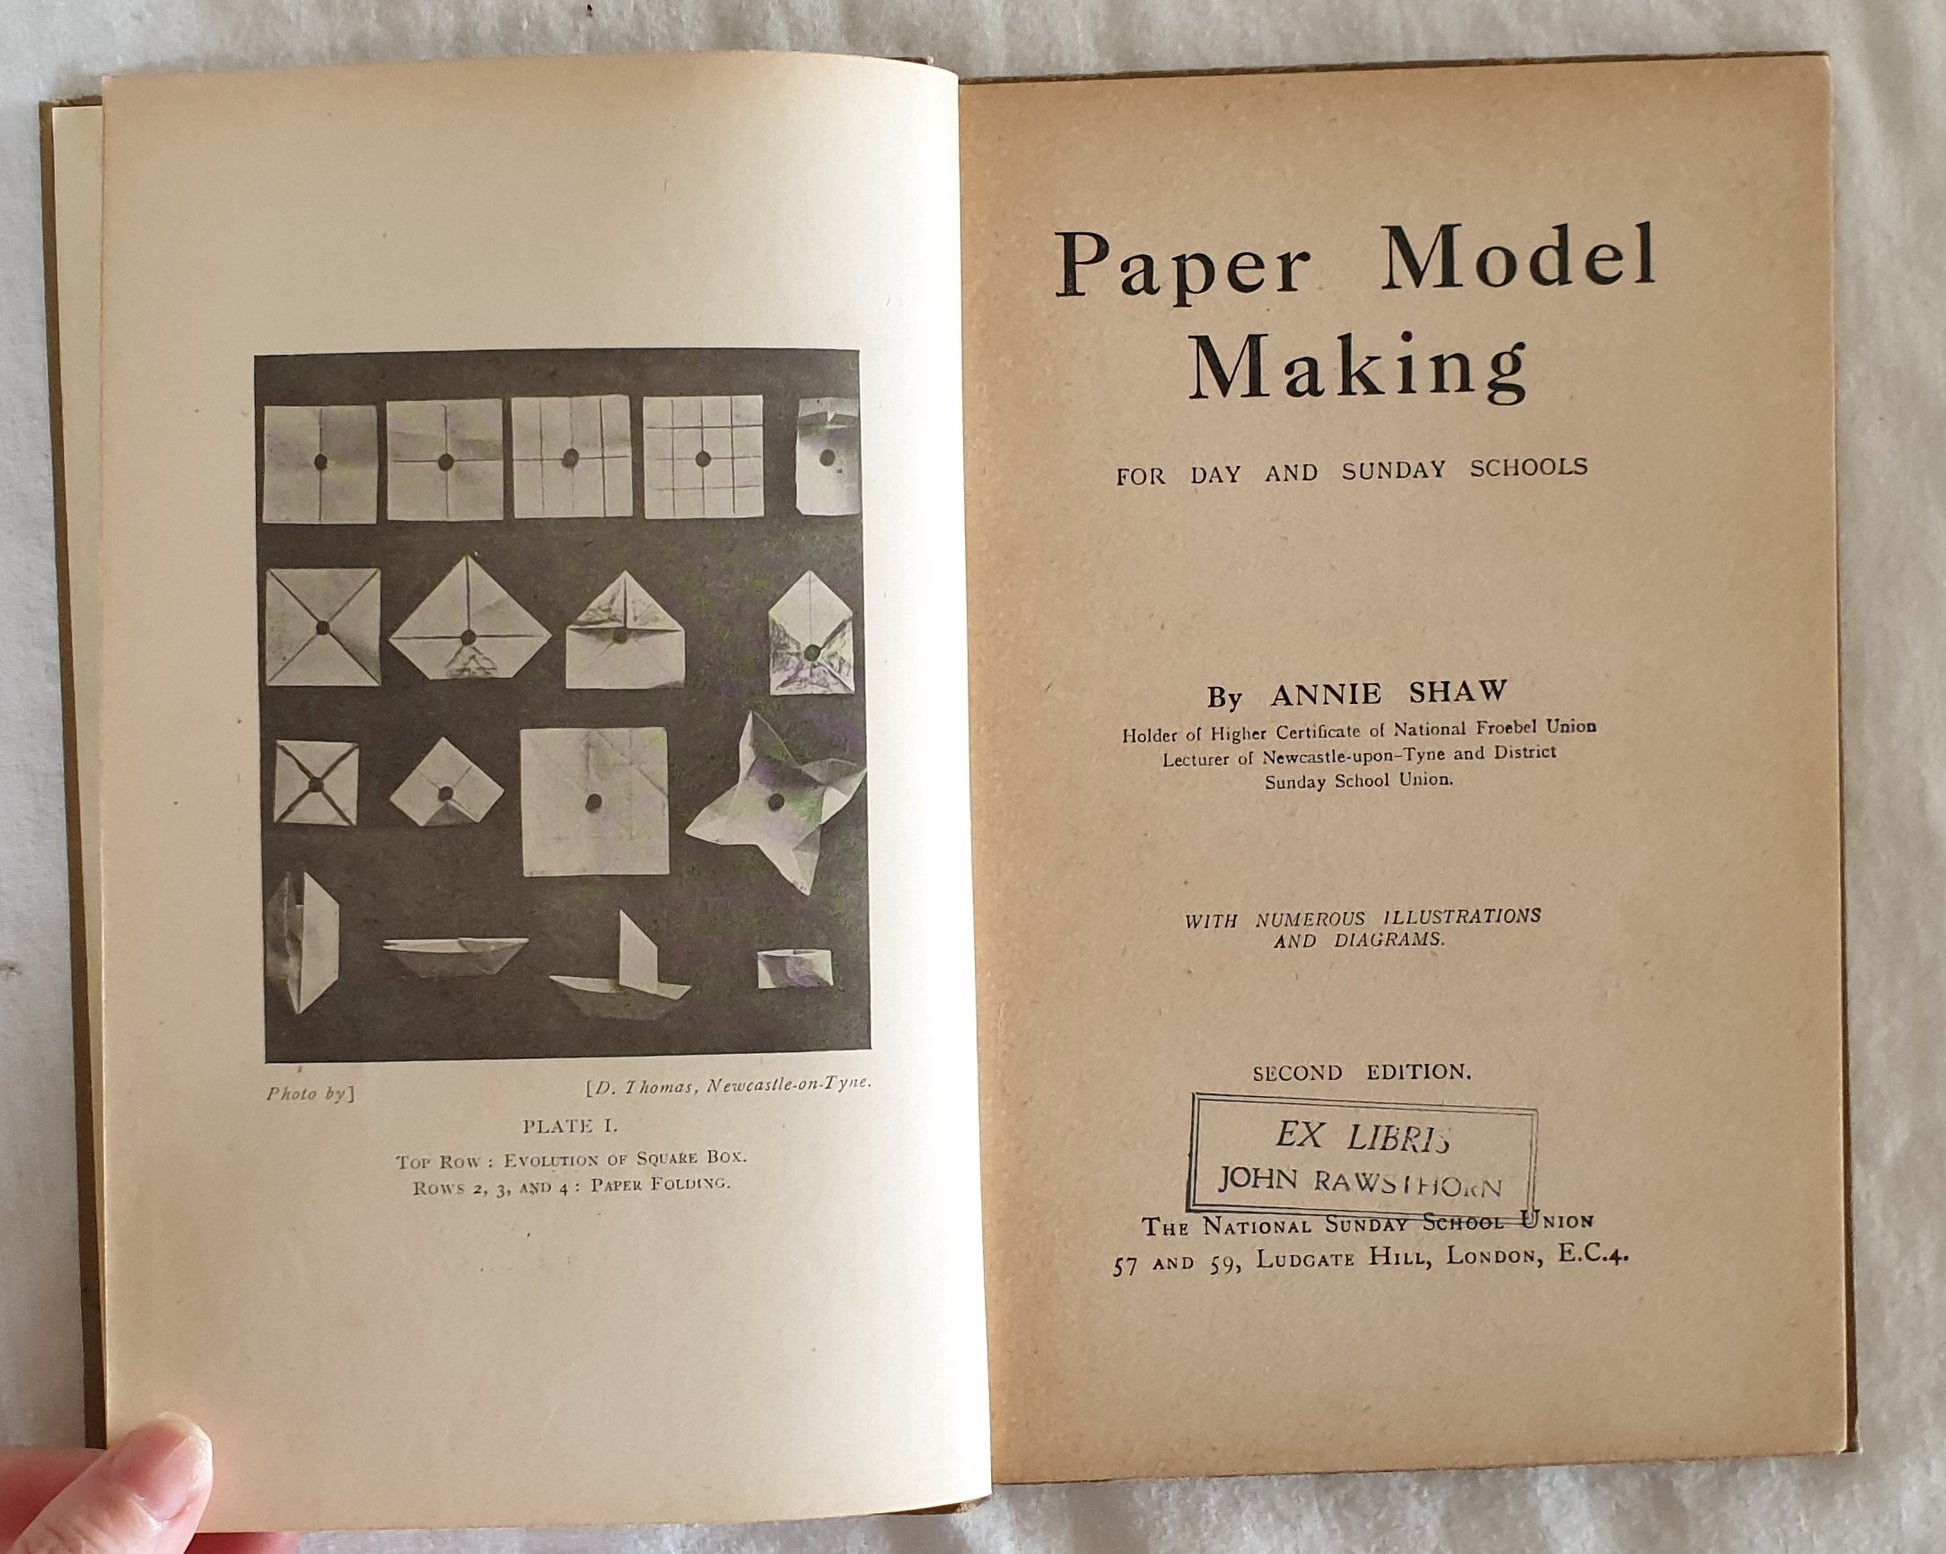 Photo by]
[D. Thomas, Newcastle-on-Tyne.
PLATE I.
TOP ROW: EVOLUTION OF SQUARE BOX.
ROWS 2, 3, AND 4: PAPER FOLDING.
Paper Model
Making
FOR DAY AND SUNDAY SCHOOLS
By ANNIE SHAW
Holder of Higher Certificate of National Froebel Union
Lecturer of Newcastle-upon-Tyne and District
Sunday School Union.
WITH NUMEROUS ILLUSTRATIONS
AND DIAGRAMS.
SECOND EDITION.
EX LIBRIS
JOHN RAWSTHORN
THE NATIONAL SUNDAY SCHOOL UNION
57 AND 59, LUDGATE HILL, LONDON, E.C.4.